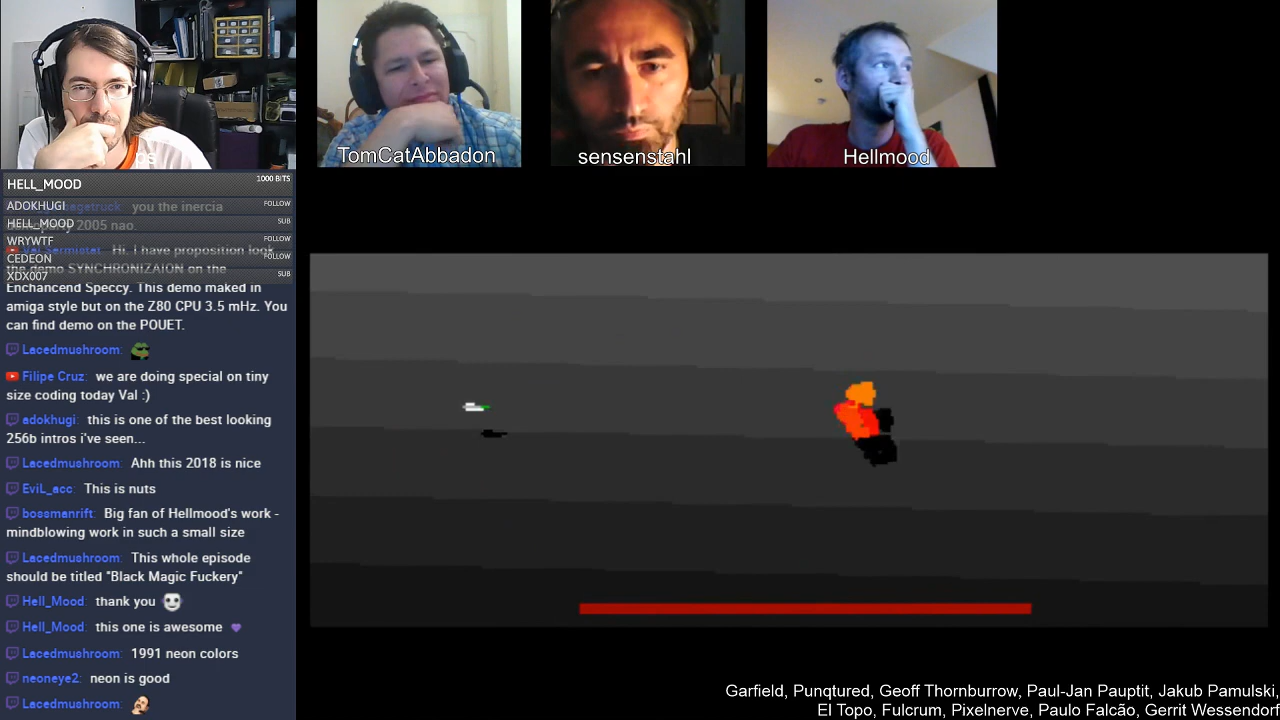 TomCatAbbadon
sensenstahl
Hellmood
HELL_MOOD 1000 BITS
ADOKHUGI FOLLOW
you the inercia
HELL_MOOD SUB
2005 nao.
WRYWTF FOLLOW
Hi. I have proposition look
CEDEON FOLLOW
the demo SYNCHRONIZAION on the
XDX007 SUB
Enchancend Speccy. This demo maked in
amiga style but on the Z80 CPU 3.5 mHz. You
can find demo on the POUET.
Lacedmushroom:
Filipe Cruz: we are doing special on tiny
size coding today Val :)
adokhugi: this is one of the best looking
256b intros i've seen...
Lacedmushroom: Ahh this 2018 is nice
EviL_acc: This is nuts
bossmanrift: Big fan of Hellmood's work -
mindblowing work in such a small size
Lacedmushroom: This whole episode
should be titled "Black Magic Fuckery"
Hell_Mood: thank you
Hell_Mood: this one is awesome
Lacedmushroom: 1991 neon colors
neoneye2: neon is good
Lacedmushroom:
Garfield, Punqtured, Geoff Thornburrow, Paul-Jan Pauptit, Jakub Pamulski,
El Topo, Fulcrum, Pixelnerve, Paulo Falcão, Gerrit Wessendorf